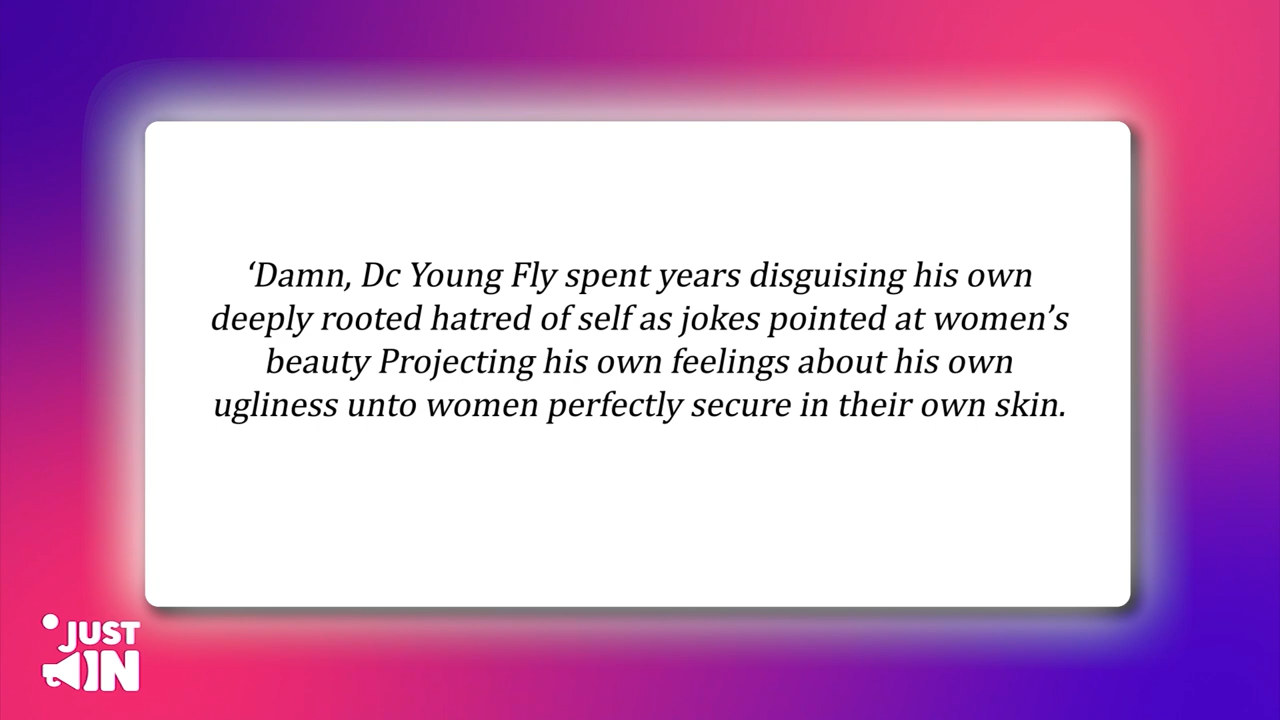 ‘Damn, Dc Young Fly spent years disguising his own
deeply rooted hatred of self as jokes pointed at women’s
beauty Projecting his own feelings about his own
ugliness unto women perfectly secure in their own skin.
JUST
IN